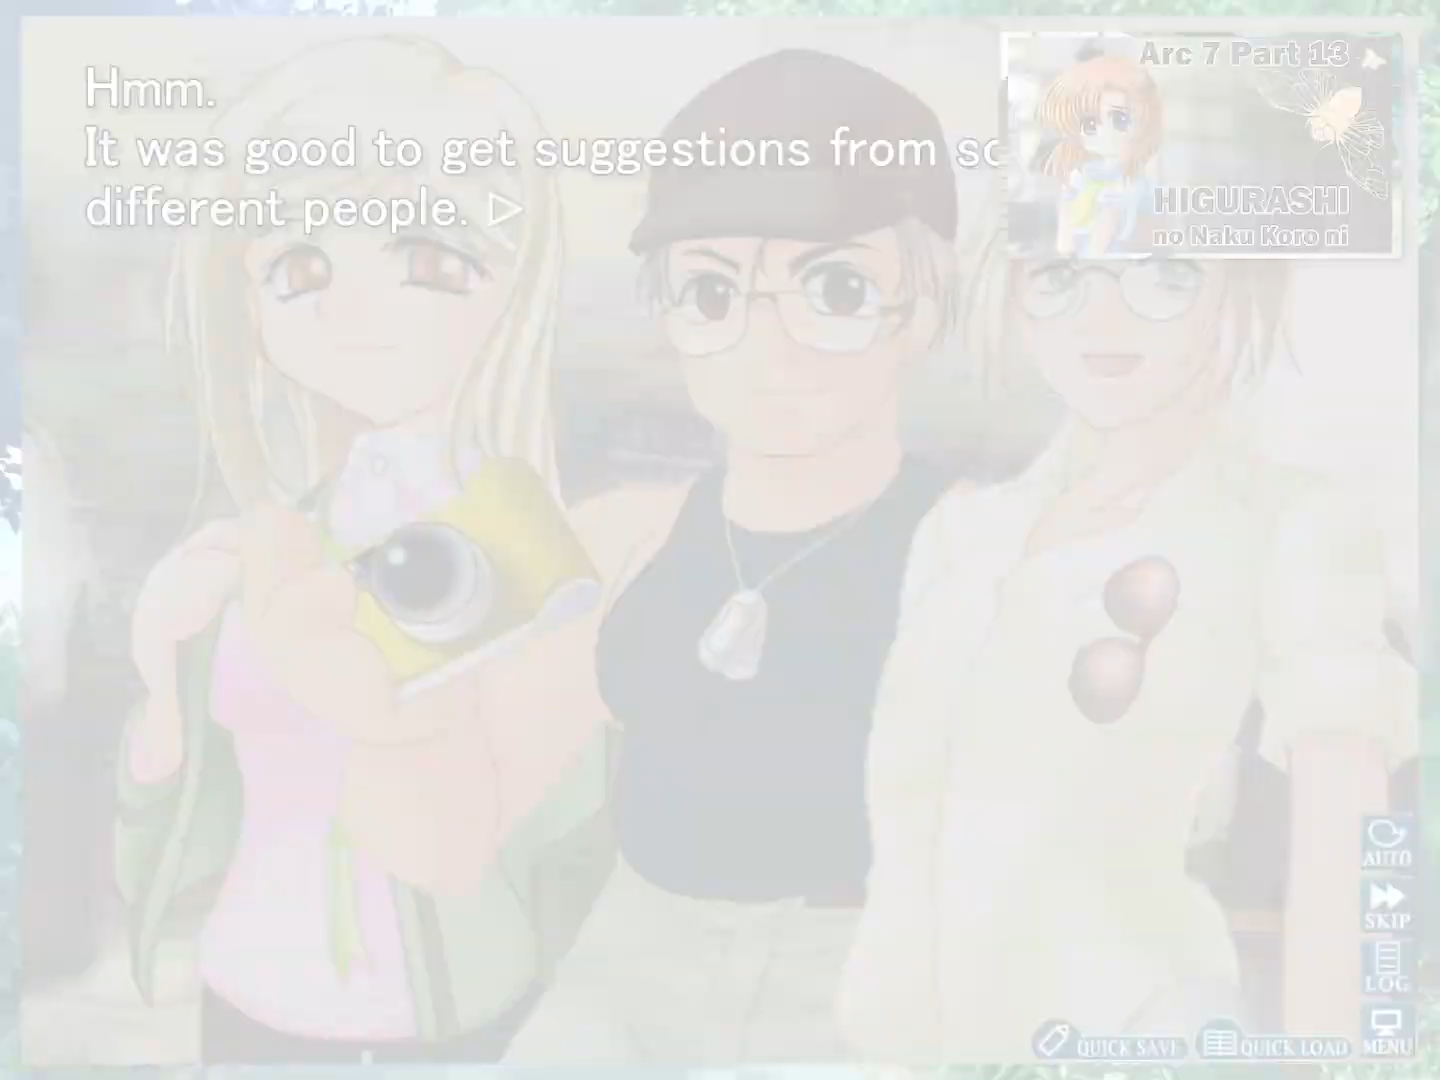 Hmm.
It was good to get suggestions from
different people.
Arc 7 Part 13
HIGURASHI
no Naku Koro ni
AUTO
SKIP
LOG
MENU
QUICK SAVE
QUICK LOAD